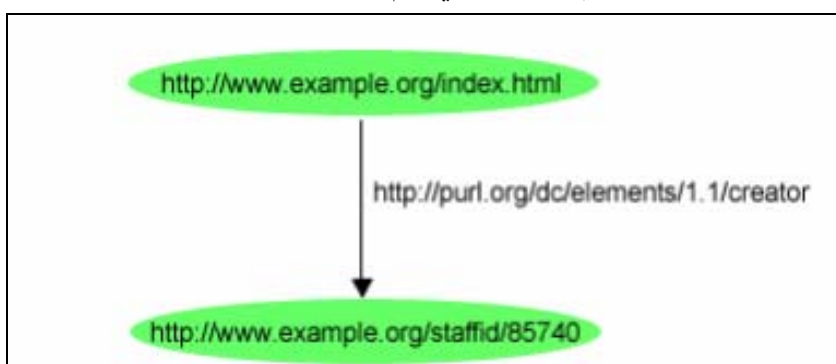 http://www.example.org/index.html
http://purl.org/dc/elements/1.1/creator
http://www.example.org/staffid/85740